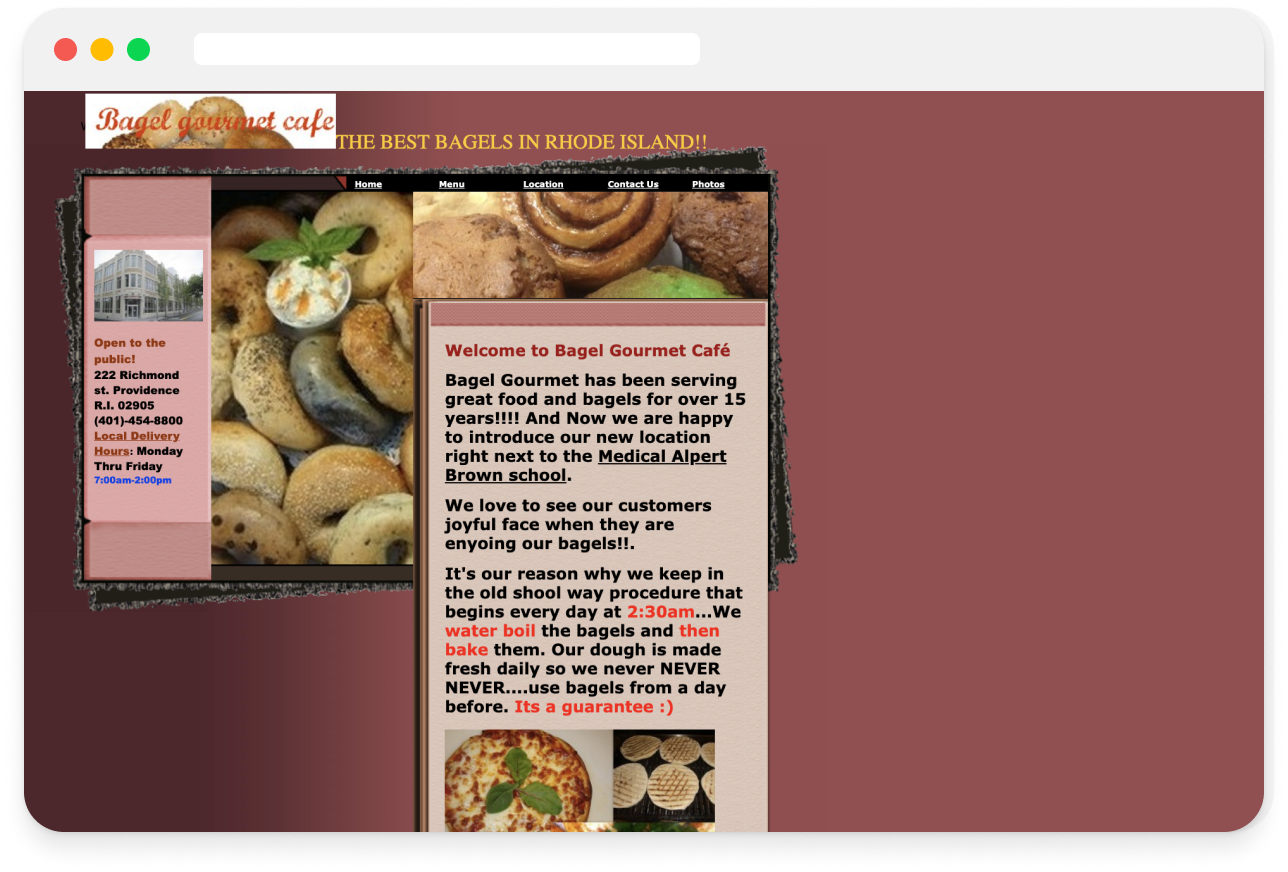 Bagel gourmet cafe
THE BEST BAGELS IN RHODE ISLAND!!
Home Menu Location Contact Us Photos
Open to the
public!
222 Richmond
st. Providence
R.I. 02905
(401)-454-8800
Local Delivery
Hours: Monday
Thru Friday
7:00am-2:00pm
Welcome to Bagel Gourmet Café
Bagel Gourmet has been serving
great food and bagels for over 15
years!!!! And Now we are happy
to introduce our new location
right next to the Medical Alpert
Brown school.
We love to see our customers
joyful face when they are
enyoing our bagels!!.
It's our reason why we keep in
the old shool way procedure that
begins every day at 2:30am...We
water boil the bagels and then
bake them. Our dough is made
fresh daily so we never NEVER
NEVER....use bagels from a day
before. Its a guarantee :)